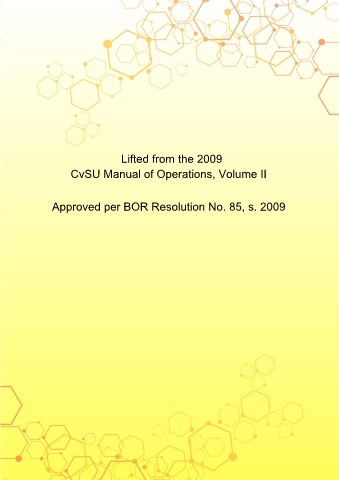 Lifted from the 2009
CvSU Manual of Operations, Volume II
Approved per BOR Resolution No. 85, s. 2009